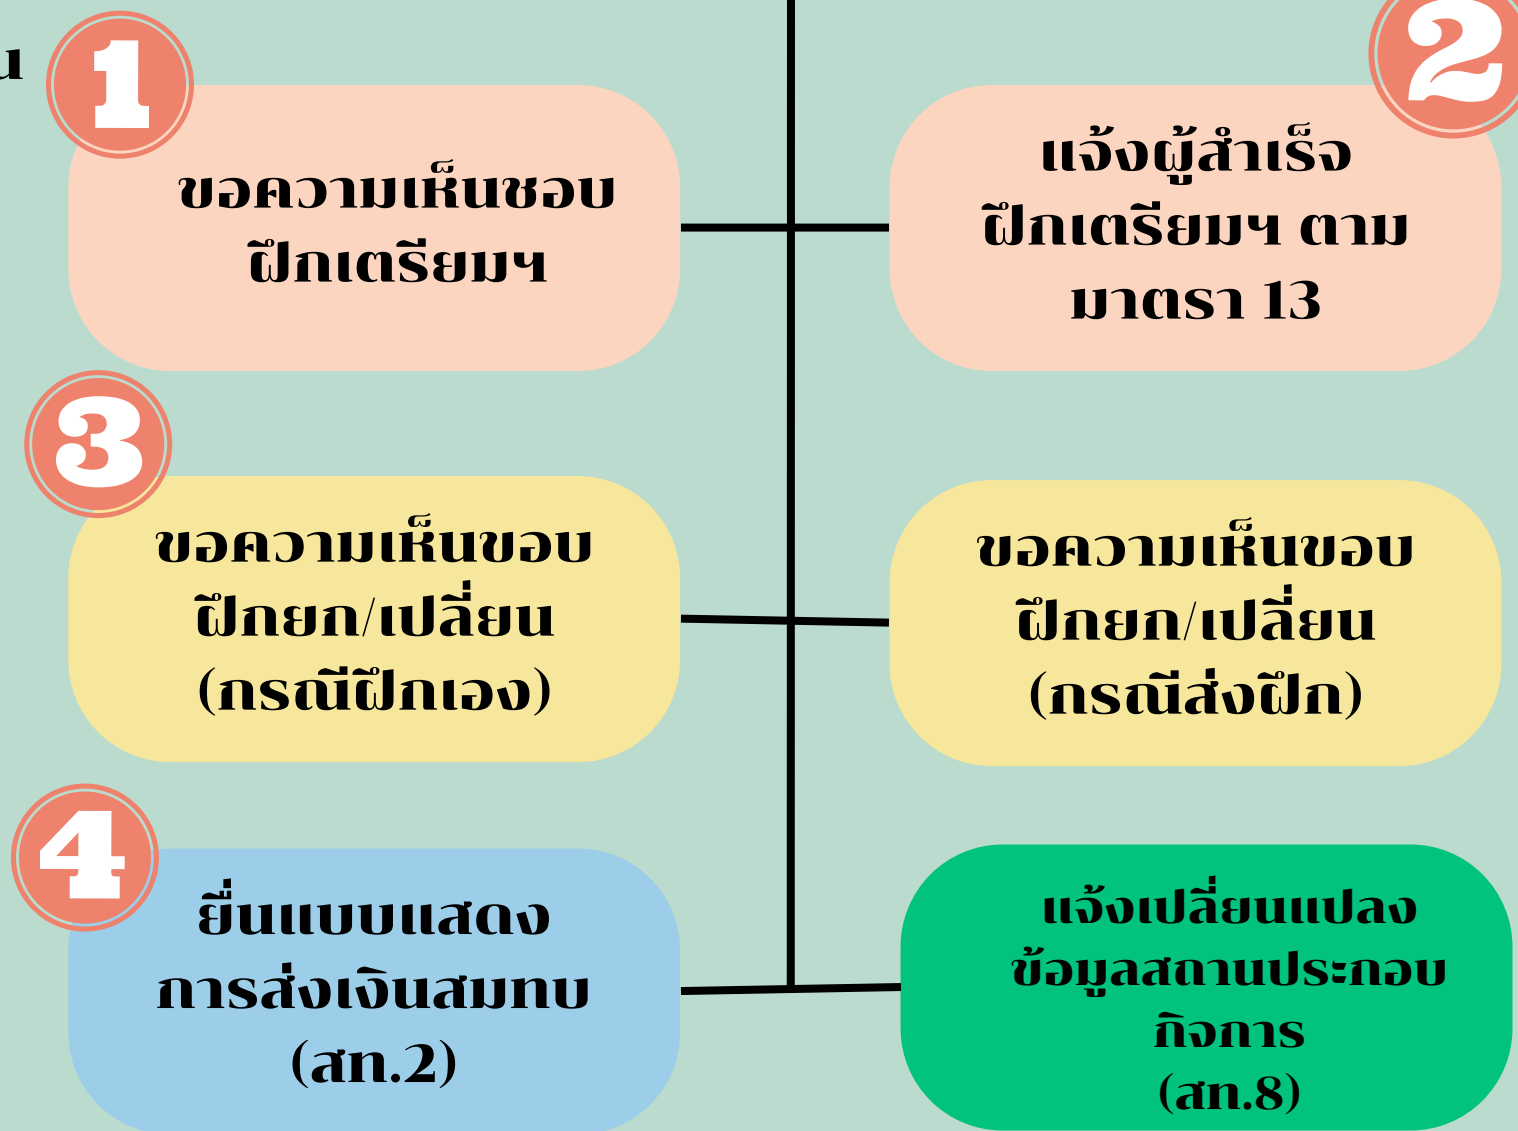 น
1
ขอความเห็นชอบ
ฝึกเตรียมฯ
2
แจ้งผู้สำเร็จ
ฝึกเตรียมฯ ตาม
มาตรา 13
3
ขอความเห็นขอบ
ฝึกยก/เปลี่ยน
(กรณีฝึกเอง)
ขอความเห็นขอบ
ฝึกยก/เปลี่ยน
(กรณีส่งฝึก)
4
ยื่นแบบแสดง
การส่งเงินสมทบ
(สท.2)
แจ้งเปลี่ยนแปลง
ข้อมูลสถานประกอบ
กิจการ
(สท.8)